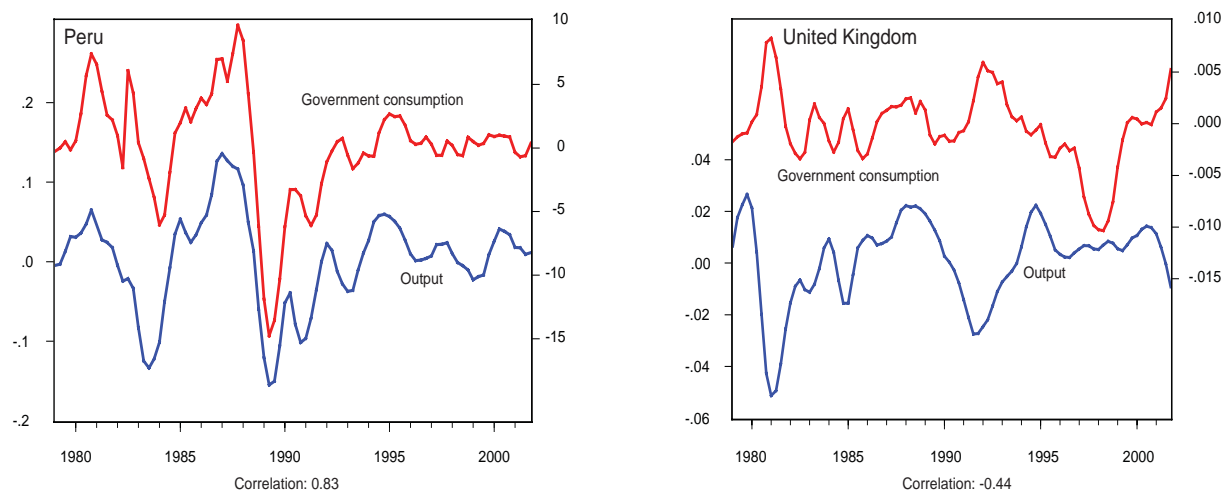 Peru
10
5
0
-5
-10
-15
.2
.1
.0
-.1
-.2
Government consumption
Output
1980 1985 1990 1995 2000
Correlation: 0.83
United Kingdom
.010
.005
.000
-.005
-.010
-.015
.04
.02
.00
-.02
-.04
-.06
Government consumption
Output
1980 1985 1990 1995 2000
Correlation: -0.44